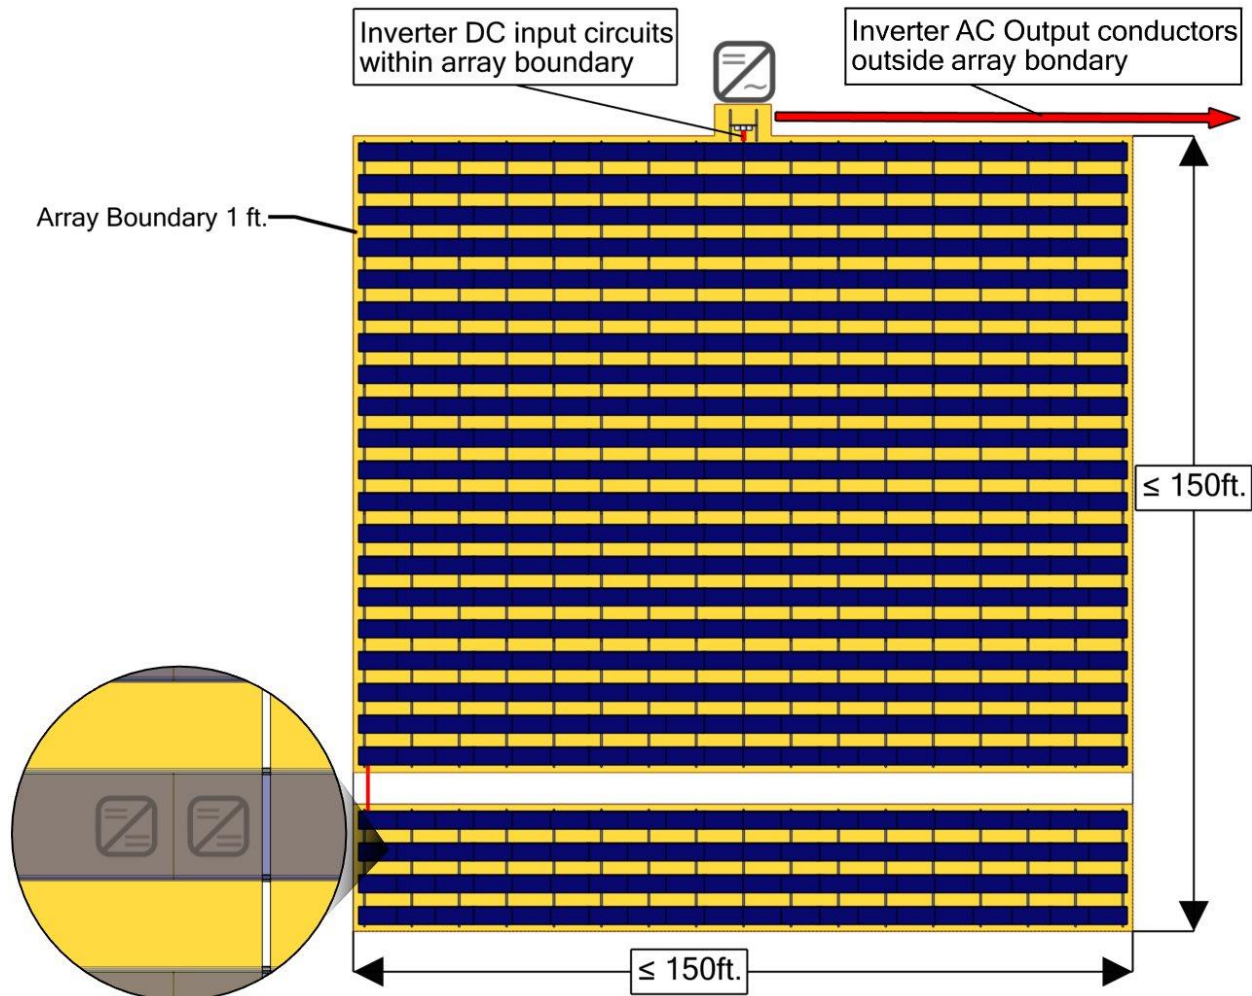 Inverter DC input circuits
within array boundary
Inverter AC Output conductors
outside array bondary
Array Boundary 1 ft.
≤ 150ft.
≤ 150ft.